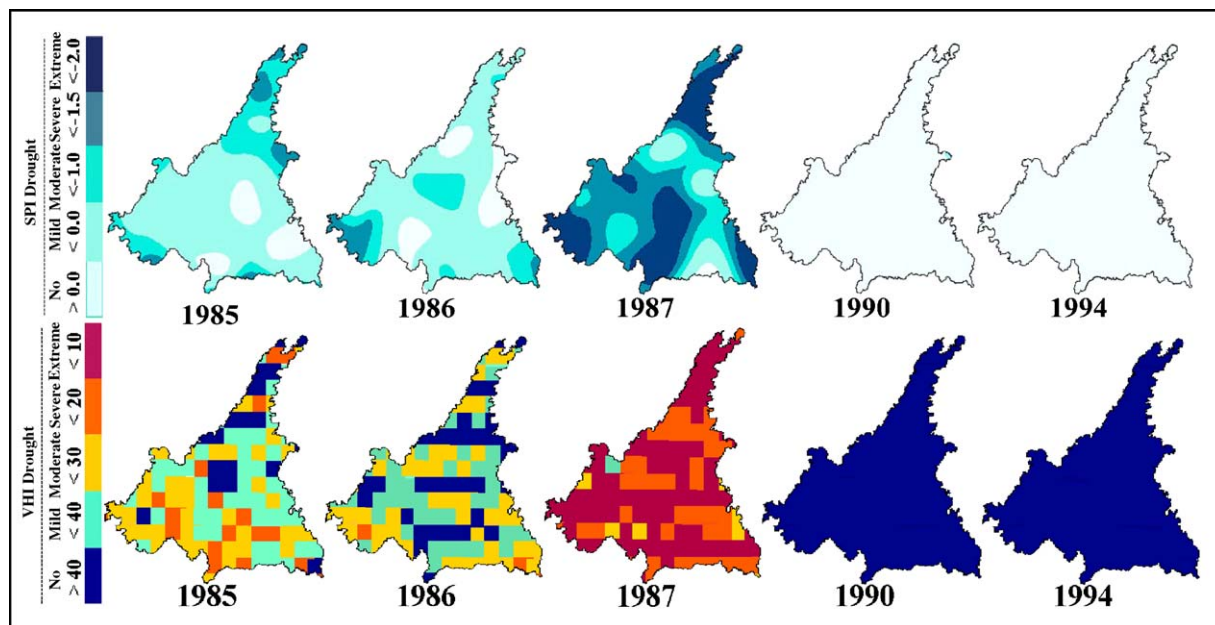 SPI Drought
No Mild Moderate Severe Extreme
> 0.0 < 0.0 <-1.0 <-1.5 <-2.0
1985 1986 1987 1990 1994
VHI Drought
No Mild Moderate Severe Extreme
> 40 < 40 < 30 < 20 < 10
1985 1986 1987 1990 1994